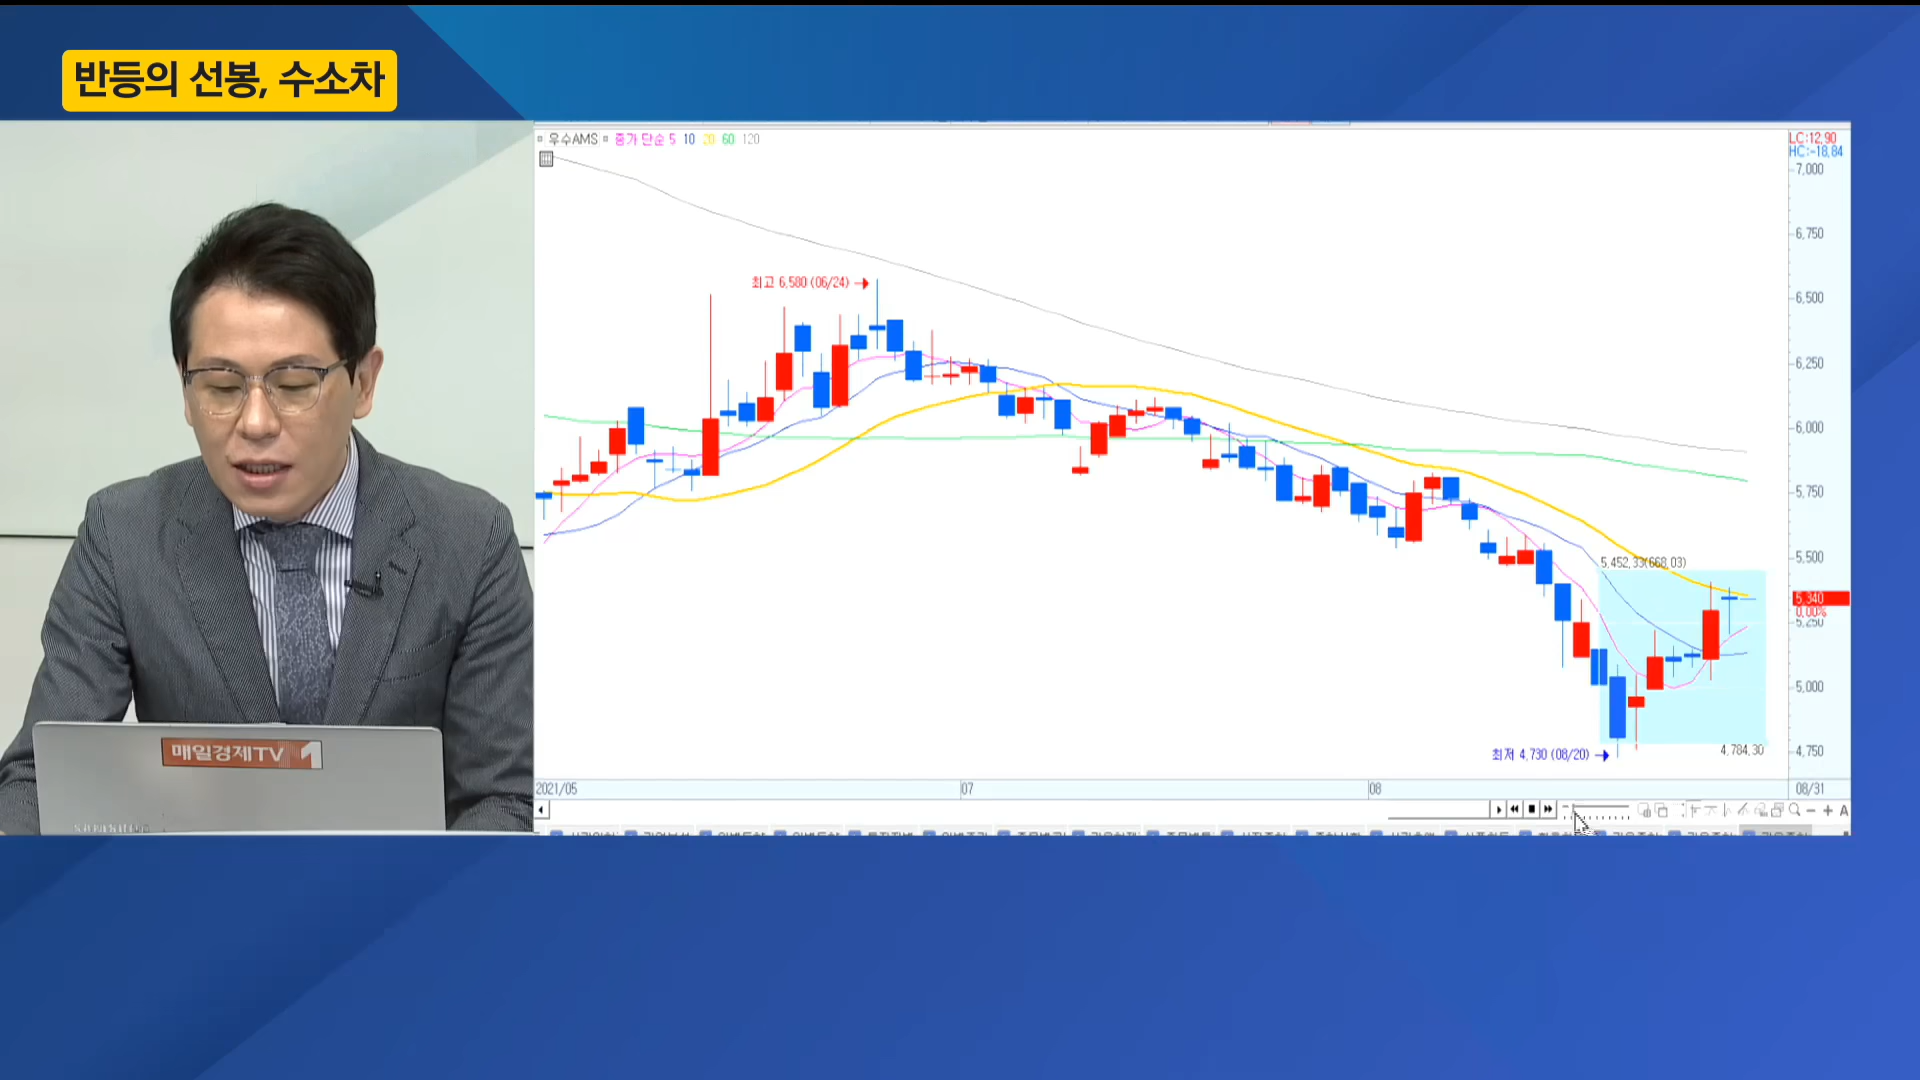 반등의 선봉, 수소차
우수AMS 종가 단순 5 10 20 60 120
LC:12,90
HC:-18,84
7,000
6,750
최고 6,580 (06/24)
6,500
6,250
6,000
5,750
5,500
5,452,33(668,03)
5,340
0,00%
5,250
5,000
최저 4,730 (08/20)
4,784,30
4,750
매일경제TV 1
2021/05
07
08
08/31
A